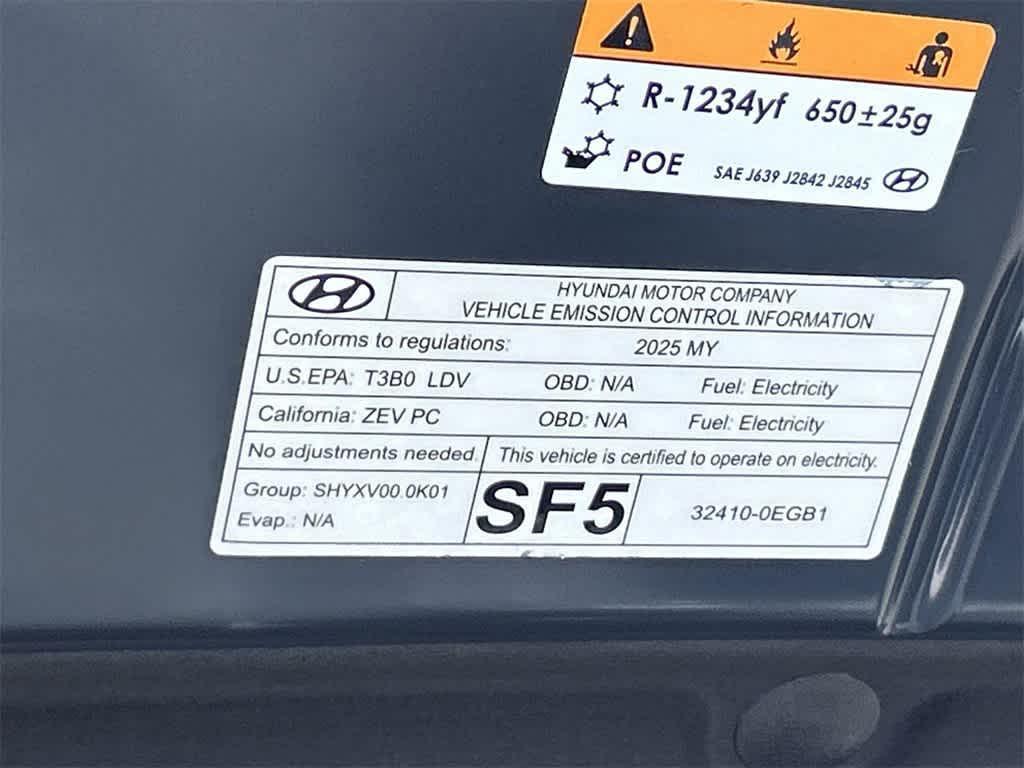 R-1234yf 650±25g
POE SAE J639 J2842 J2845
HYUNDAI MOTOR COMPANY
VEHICLE EMISSION CONTROL INFORMATION
Conforms to regulations: 2025 MY
U.S.EPA: T3B0 LDV OBD: N/A Fuel: Electricity
California: ZEV PC OBD: N/A Fuel: Electricity
No adjustments needed. This vehicle is certified to operate on electricity.
Group: SHYXV00.0K01
Evap.: N/A
SF5
32410-0EGB1